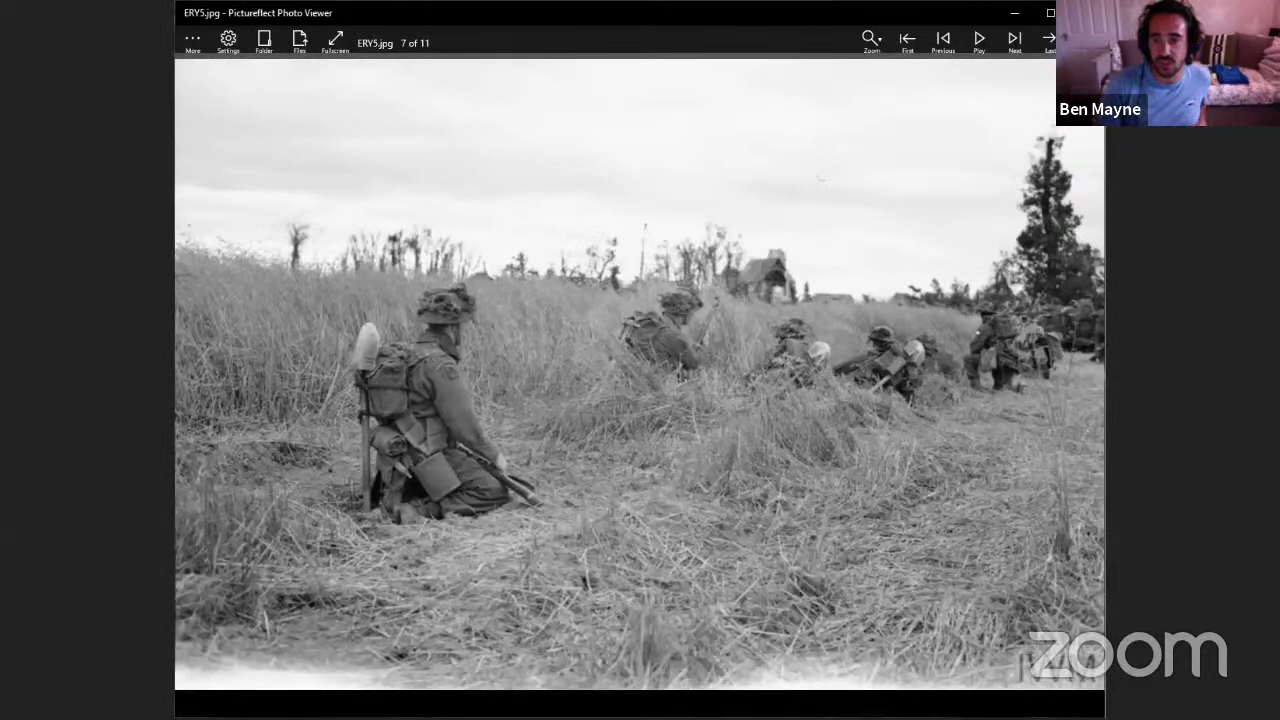 ERY5.jpg - Pictureflect Photo Viewer
More Settings Folder Files Fullscreen ERY5.jpg 7 of 11 Zoom First Previous Play Next Last
Ben Mayne
zoom